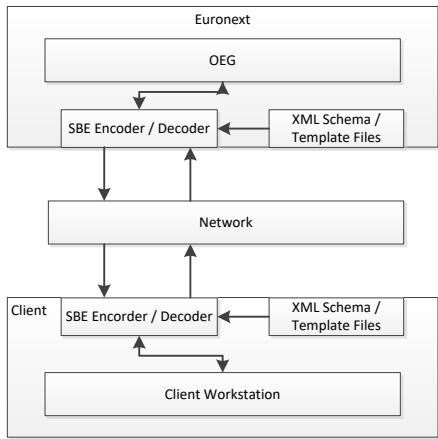 Euronext
OEG
SBE Encoder / Decoder
XML Schema /
Template Files
Network
Client
SBE Encorder / Decoder
XML Schema /
Template Files
Client Workstation